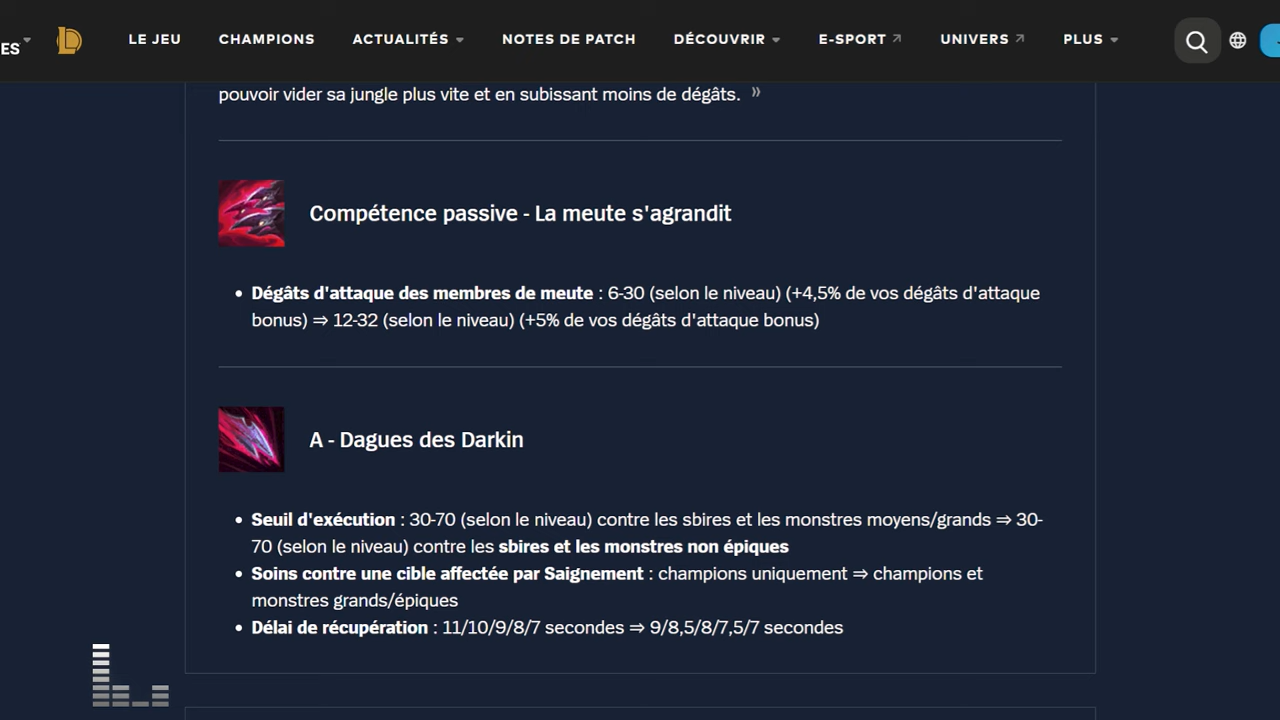 ES
LE JEU CHAMPIONS ACTUALITÉS NOTES DE PATCH DÉCOUVRIR E-SPORT UNIVERS PLUS
pouvoir vider sa jungle plus vite et en subissant moins de dégâts. »
Compétence passive - La meute s'agrandit
• Dégâts d'attaque des membres de meute : 6-30 (selon le niveau) (+4,5% de vos dégâts d'attaque
bonus) ⇒ 12-32 (selon le niveau) (+5% de vos dégâts d'attaque bonus)
A - Dagues des Darkin
• Seuil d'exécution : 30-70 (selon le niveau) contre les sbires et les monstres moyens/grands ⇒ 30-
70 (selon le niveau) contre les sbires et les monstres non épiques
• Soins contre une cible affectée par Saignement : champions uniquement ⇒ champions et
monstres grands/épiques
• Délai de récupération : 11/10/9/8/7 secondes ⇒ 9/8,5/8/7,5/7 secondes